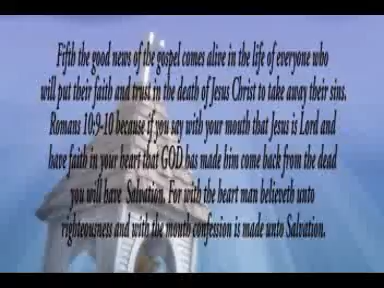 Fifth the good news of the gospel comes alive in the life of everyone who
will put their faith and trust in the death of Jesus Christ to take away their sins.
Romans 10:9-10 because if you say with your mouth that Jesus is Lord and
have faith in your heart that GOD has made him come back from the dead
you will have Salvation. For with the heart man believeth unto
righteousness and with the month confession is made unto Salvation.